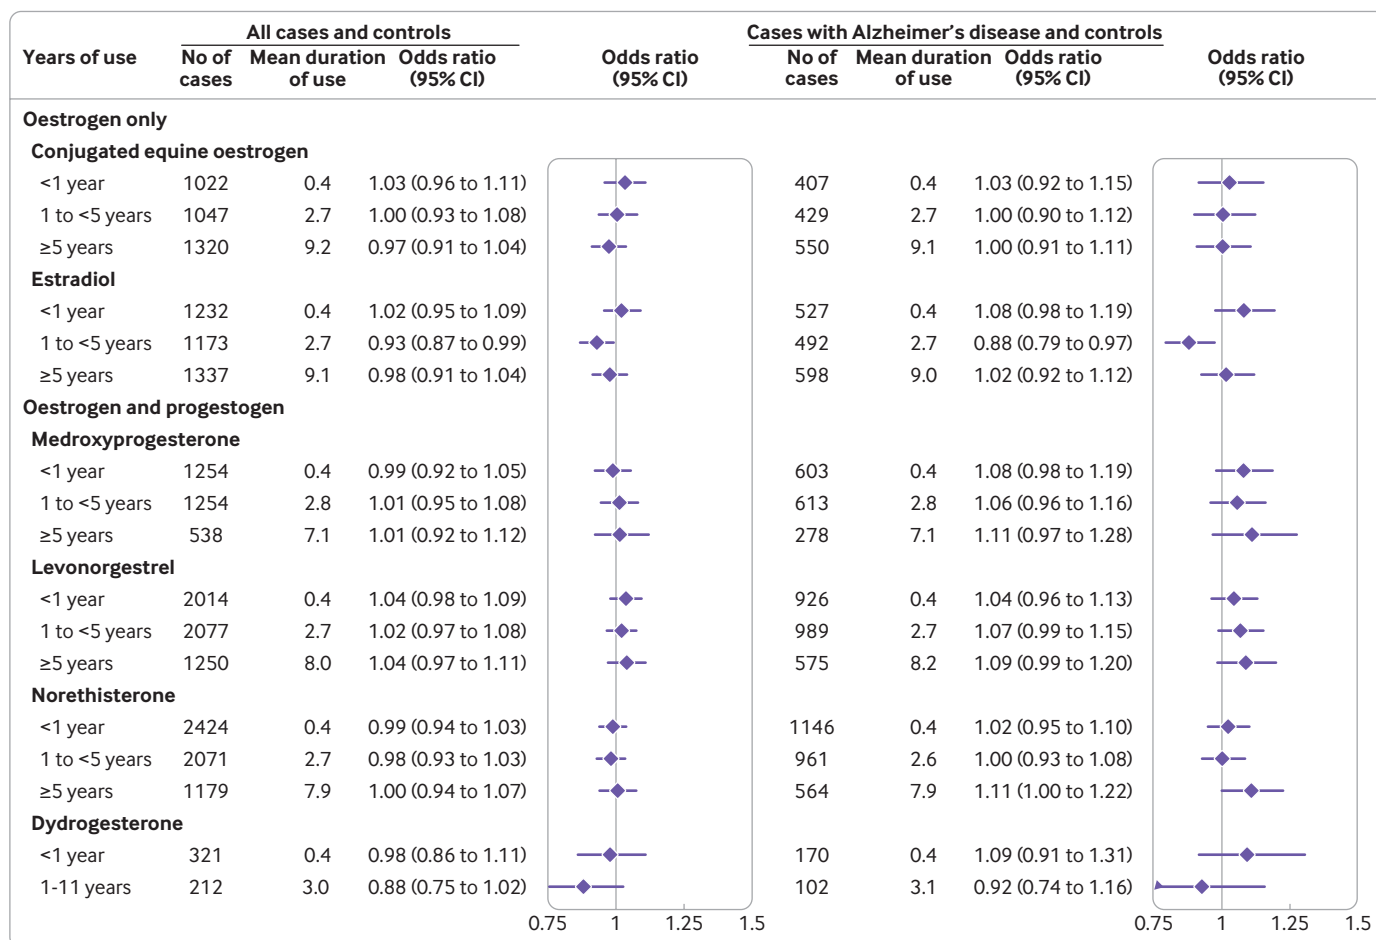 All cases and controls Cases with Alzheimer's disease and controls
Years of use No of cases Mean duration of use Odds ratio (95% CI) Odds ratio (95% CI) No of cases Mean duration of use Odds ratio (95% CI) Odds ratio (95% CI)
Oestrogen only
Conjugated equine oestrogen
<1 year 1022 0.4 1.03 (0.96 to 1.11) 407 0.4 1.03 (0.92 to 1.15)
1 to <5 years 1047 2.7 1.00 (0.93 to 1.08) 429 2.7 1.00 (0.90 to 1.12)
≥5 years 1320 9.2 0.97 (0.91 to 1.04) 550 9.1 1.00 (0.91 to 1.11)
Estradiol
<1 year 1232 0.4 1.02 (0.95 to 1.09) 527 0.4 1.08 (0.98 to 1.19)
1 to <5 years 1173 2.7 0.93 (0.87 to 0.99) 492 2.7 0.88 (0.79 to 0.97)
≥5 years 1337 9.1 0.98 (0.91 to 1.04) 598 9.0 1.02 (0.92 to 1.12)
Oestrogen and progestogen
Medroxyprogesterone
<1 year 1254 0.4 0.99 (0.92 to 1.05) 603 0.4 1.08 (0.98 to 1.19)
1 to <5 years 1254 2.8 1.01 (0.95 to 1.08) 613 2.8 1.06 (0.96 to 1.16)
≥5 years 538 7.1 1.01 (0.92 to 1.12) 278 7.1 1.11 (0.97 to 1.28)
Levonorgestrel
<1 year 2014 0.4 1.04 (0.98 to 1.09) 926 0.4 1.04 (0.96 to 1.13)
1 to <5 years 2077 2.7 1.02 (0.97 to 1.08) 989 2.7 1.07 (0.99 to 1.15)
≥5 years 1250 8.0 1.04 (0.97 to 1.11) 575 8.2 1.09 (0.99 to 1.20)
Norethisterone
<1 year 2424 0.4 0.99 (0.94 to 1.03) 1146 0.4 1.02 (0.95 to 1.10)
1 to <5 years 2071 2.7 0.98 (0.93 to 1.03) 961 2.6 1.00 (0.93 to 1.08)
≥5 years 1179 7.9 1.00 (0.94 to 1.07) 564 7.9 1.11 (1.00 to 1.22)
Dydrogesterone
<1 year 321 0.4 0.98 (0.86 to 1.11) 170 0.4 1.09 (0.91 to 1.31)
1-11 years 212 3.0 0.88 (0.75 to 1.02) 102 3.1 0.92 (0.74 to 1.16)
0.75 1 1.25 1.5 0.75 1 1.25 1.5